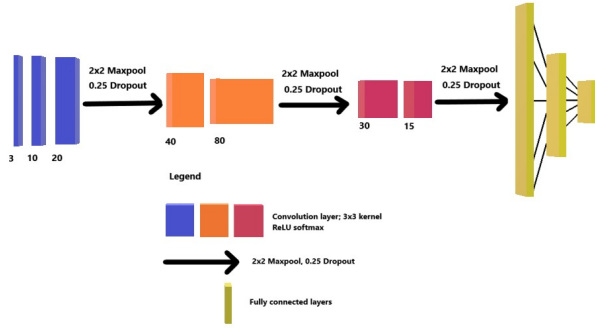 2x2 Maxpool
0.25 Dropout
2x2 Maxpool
0.25 Dropout
2x2 Maxpool
0.25 Dropout
3 10 20
40 80
30 15
Legend
Convolution layer; 3x3 kernel
ReLU softmax
2x2 Maxpool, 0.25 Dropout
Fully connected layers